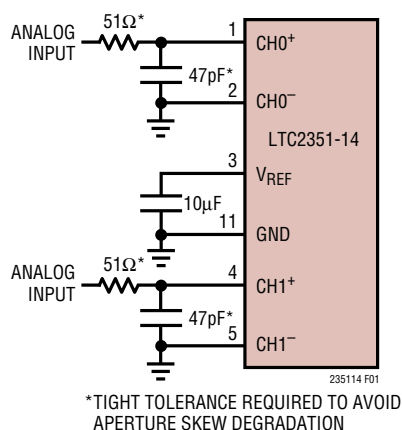 ANALOG
INPUT
51Ω*
47pF*
1
CH0+
2
CH0–
LTC2351-14
3
VREF
10µF
11
GND
ANALOG
INPUT
51Ω*
47pF*
4
CH1+
5
CH1–
235114 F01
*TIGHT TOLERANCE REQUIRED TO AVOID
APERTURE SKEW DEGRADATION